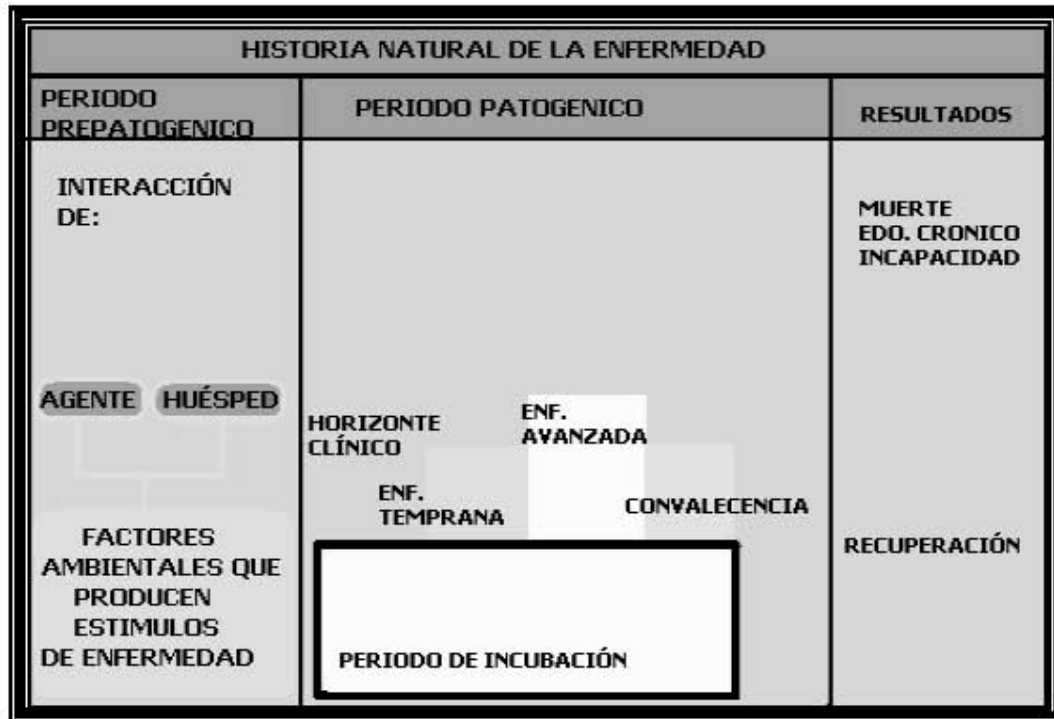 HISTORIA NATURAL DE LA ENFERMEDAD
PERIODO
PREPATOGENICO
PERIODO PATOGENICO
RESULTADOS
INTERACCIÓN
DE:
AGENTE HUÉSPED
FACTORES
AMBIENTALES QUE
PRODUCEN
ESTIMULOS
DE ENFERMEDAD
HORIZONTE
CLÍNICO
ENF.
AVANZADA
ENF.
TEMPRANA
CONVALECENCIA
PERIODO DE INCUBACIÓN
MUERTE
EDO. CRONICO
INCAPACIDAD
RECUPERACIÓN